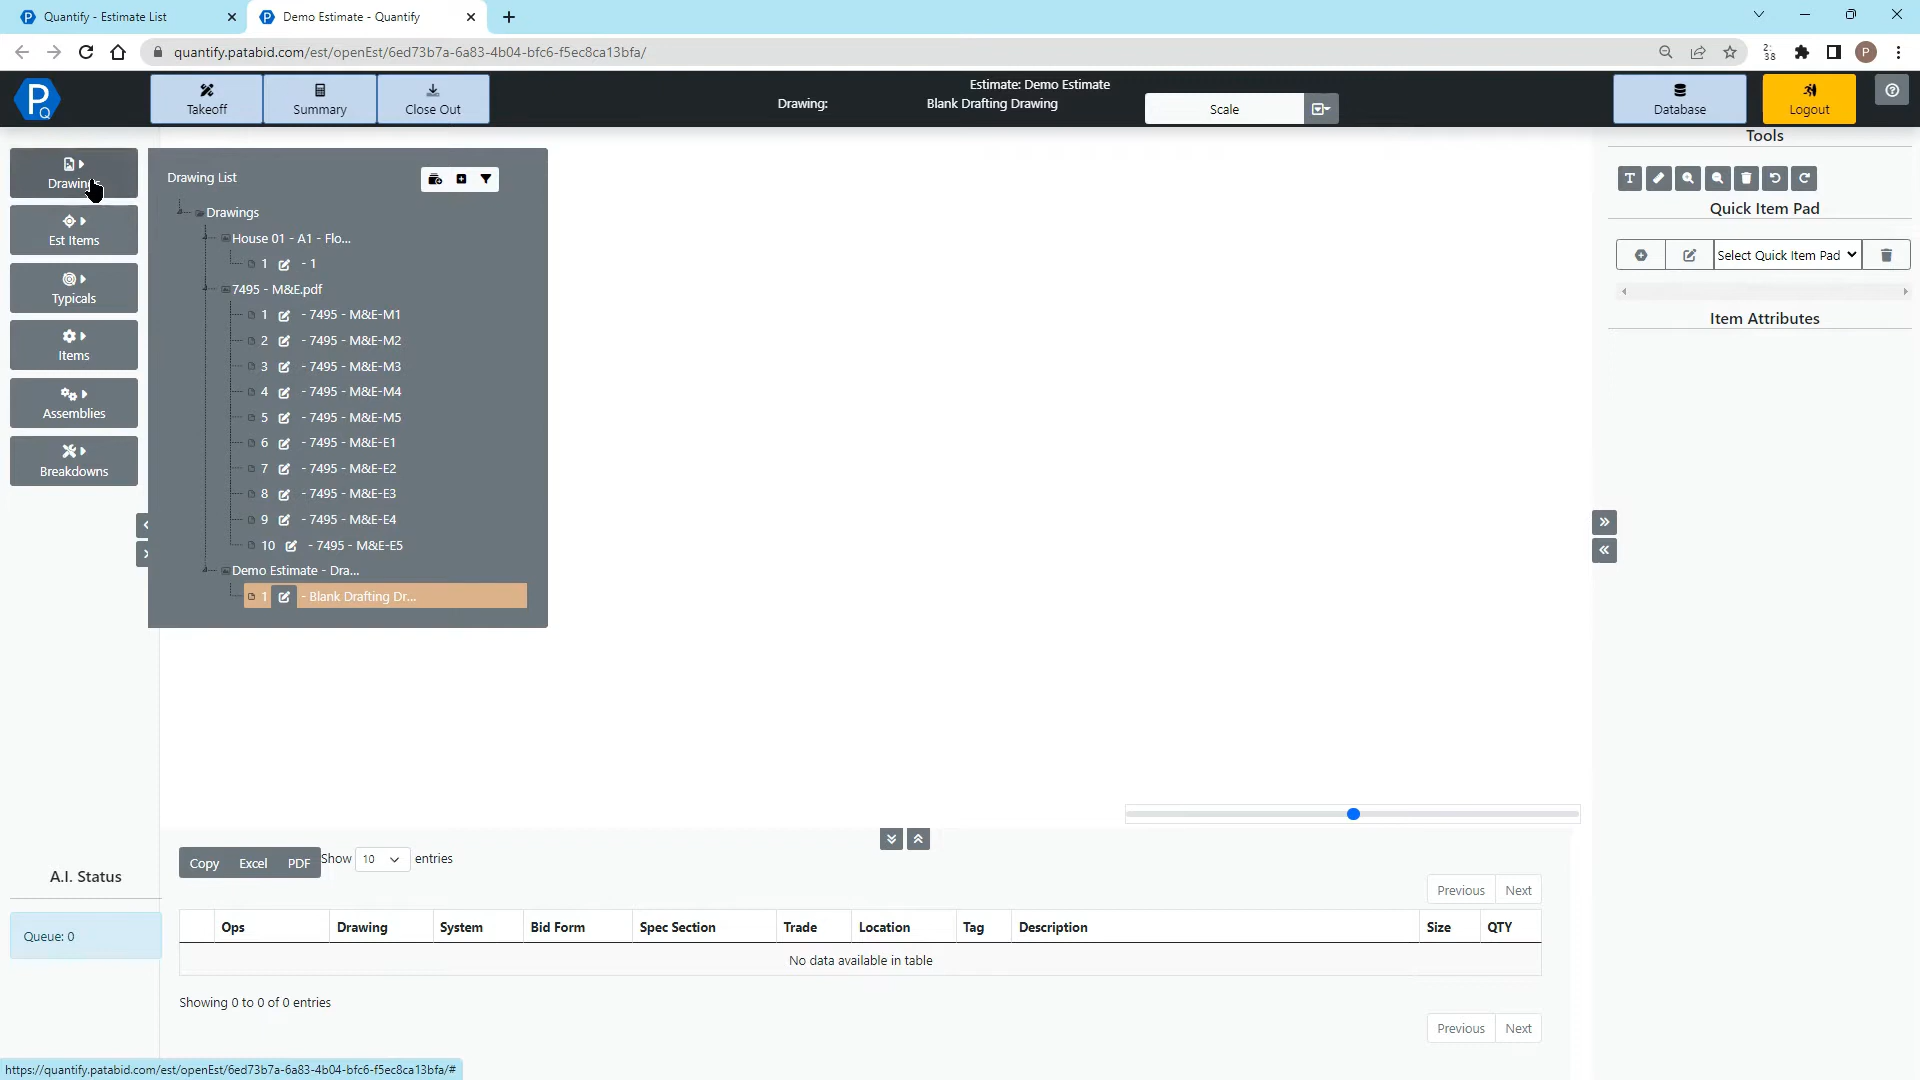 Quantify - Estimate List
Demo Estimate - Quantify
quantify.patabid.com/est/openEst/6ed73b7a-6a83-4b04-bfc6-f5ec8ca13bfa/
2:
38
P
PQ
Takeoff
Summary
Close Out
Drawing:
Estimate: Demo Estimate
Blank Drafting Drawing
Scale
Database
Logout
Est Items
Typicals
Items
Assemblies
Breakdowns
Drawing List
Drawings
House 01 - A1 - Flo...
1 - 1
7495 - M&E.pdf
1 - 7495 - M&E-M1
2 - 7495 - M&E-M2
3 - 7495 - M&E-M3
4 - 7495 - M&E-M4
5 - 7495 - M&E-M5
6 - 7495 - M&E-E1
7 - 7495 - M&E-E2
8 - 7495 - M&E-E3
9 - 7495 - M&E-E4
10 - 7495 - M&E-E5
Demo Estimate - Dra...
1 - Blank Drafting Dr...
Tools
T
Quick Item Pad
Select Quick Item Pad
Item Attributes
A.I. Status
Queue: 0
Copy Excel PDF Show 10 entries
Previous Next
Ops Drawing System Bid Form Spec Section Trade Location Tag Description Size QTY
No data available in table
Showing 0 to 0 of 0 entries
Previous Next
https://quantify.patabid.com/est/openEst/6ed73b7a-6a83-4b04-bfc6-f5ec8ca13bfa/#